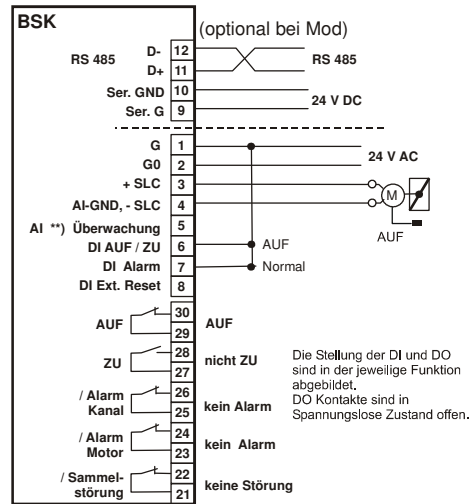 BSK
(optional bei Mod)
RS 485
D- 12
D+ 11
RS 485
Ser. GND 10
Ser. G 9
24 V DC
G 1
G0 2
24 V AC
+ SLC 3
AI-GND, - SLC 4
M
AUF
AI **) Überwachung 5
DI AUF / ZU 6 AUF
DI Alarm 7 Normal
DI Ext. Reset 8
AUF 30 29 AUF
ZU 28 27 nicht ZU
/ Alarm Kanal 26 25 kein Alarm
/ Alarm Motor 24 23 kein Alarm
/ Sammel-
störung 22 21 keine Störung
Die Stellung der DI und DO
sind in der jeweilige Funktion
abgebildet.
DO Kontakte sind in
Spannungslose Zustand offen.